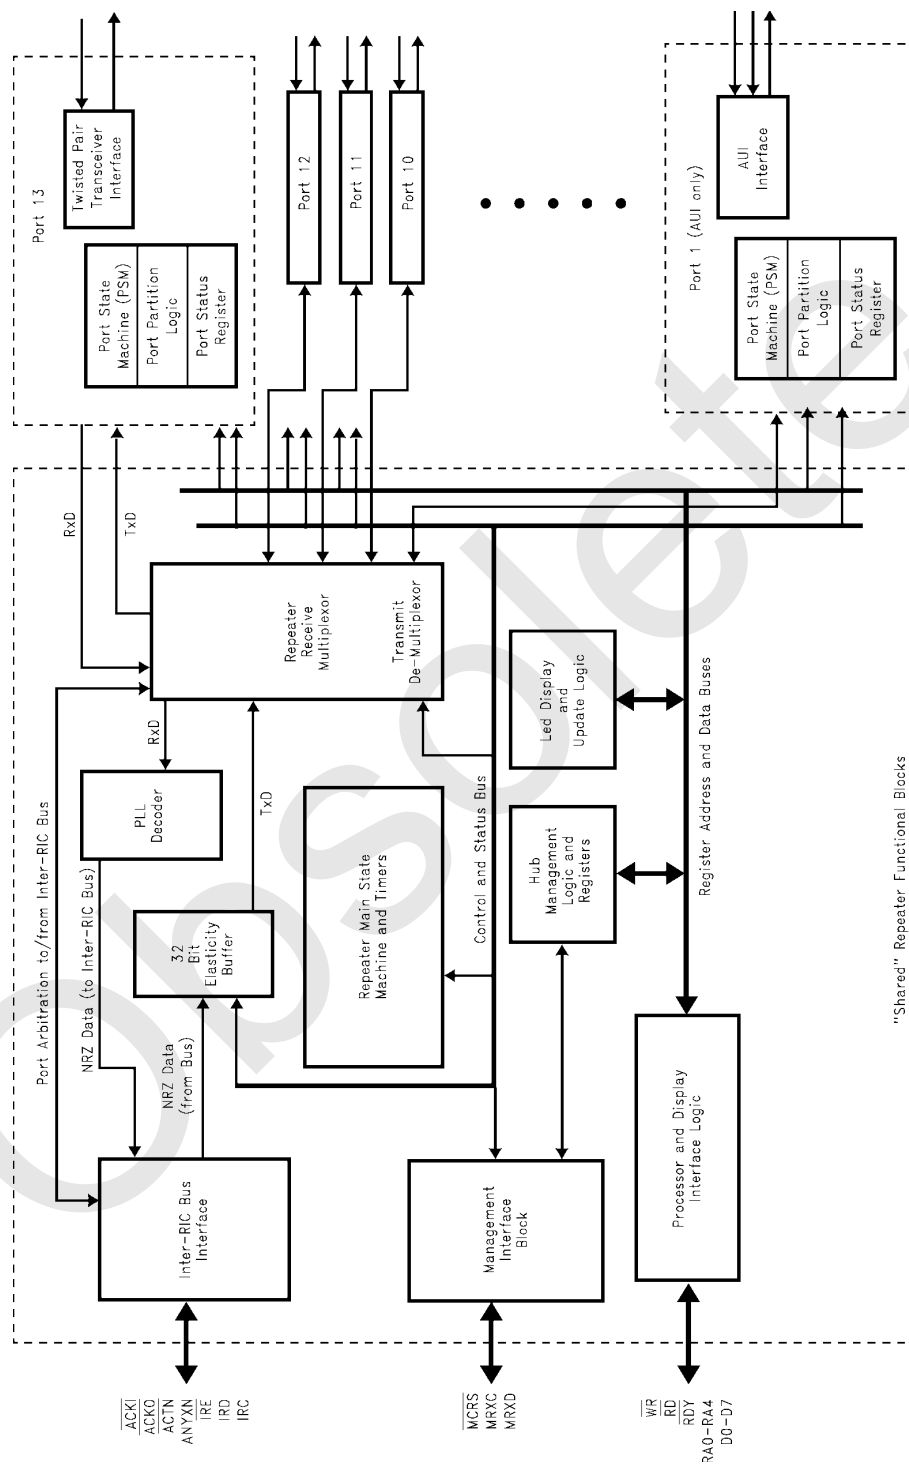 Port 13
Twisted Pair
Transceiver
Interface
Port State
Machine (PSM)
Port Partition
Logic
Port Status
Register
Port 12
Port 11
Port 10
Port 1 (AUI only)
AUI
Interface
Port State
Machine (PSM)
Port Partition
Logic
Port Status
Register
RxD
TxD
Repeater
Receive
Multiplexor
Transmit
De-Multiplexor
Port Arbitration to/from Inter-RIC Bus
NRZ Data (to Inter-RIC Bus)
RxD
PLL
Decoder
TxD
32
Bit
Elasticity
Buffer
NRZ Data
(from Bus)
Repeater Main State
Machine and Timers
Control and Status Bus
Led Display
and
Update Logic
Hub
Management
Logic and
Registers
Register Address and Data Buses
"Shared" Repeater Functional Blocks
Inter-RIC Bus
Interface
Management
Interface
Block
Processor and Display
Interface Logic
ACKI
ACKO
ACTN
ANYXN
IRE
IRD
IRC
MCRS
MRXC
MRXD
WR
RD
RDY
RA0-RA4
D0-D7
Obsolete